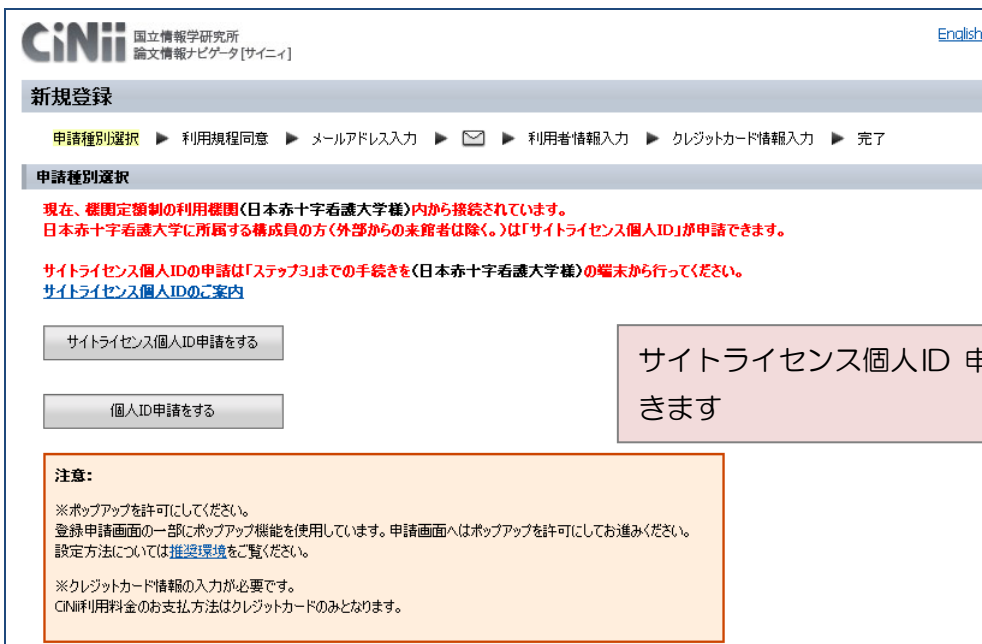 CiNii 国立情報学研究所
論文情報ナビゲータ[サイニィ]
English
新規登録
申請種別選択 ▶ 利用規程同意 ▶ メールアドレス入力 ▶ ▶ 利用者情報入力 ▶ クレジットカード情報入力 ▶ 完了
申請種別選択
現在、機関定額制の利用機関(日本赤十字看護大学様)内から接続されています。
日本赤十字看護大学に所属する構成員の方(外部からの来館者は除く。)は「サイトライセンス個人ID」が申請できます。
サイトライセンス個人IDの申請は「ステップ3」までの手続きを(日本赤十字看護大学様)の端末から行ってください。
サイトライセンス個人IDのご案内
サイトライセンス個人ID申請をする
サイトライセンス個人ID 申
きます
個人ID申請をする
注意:
※ポップアップを許可にしてください。
登録申請画面の一部にポップアップ機能を使用しています。申請画面へはポップアップを許可にしてお進みください。
設定方法については推奨環境をご覧ください。
※クレジットカード情報の入力が必要です。
CiNii利用料金のお支払方法はクレジットカードのみとなります。